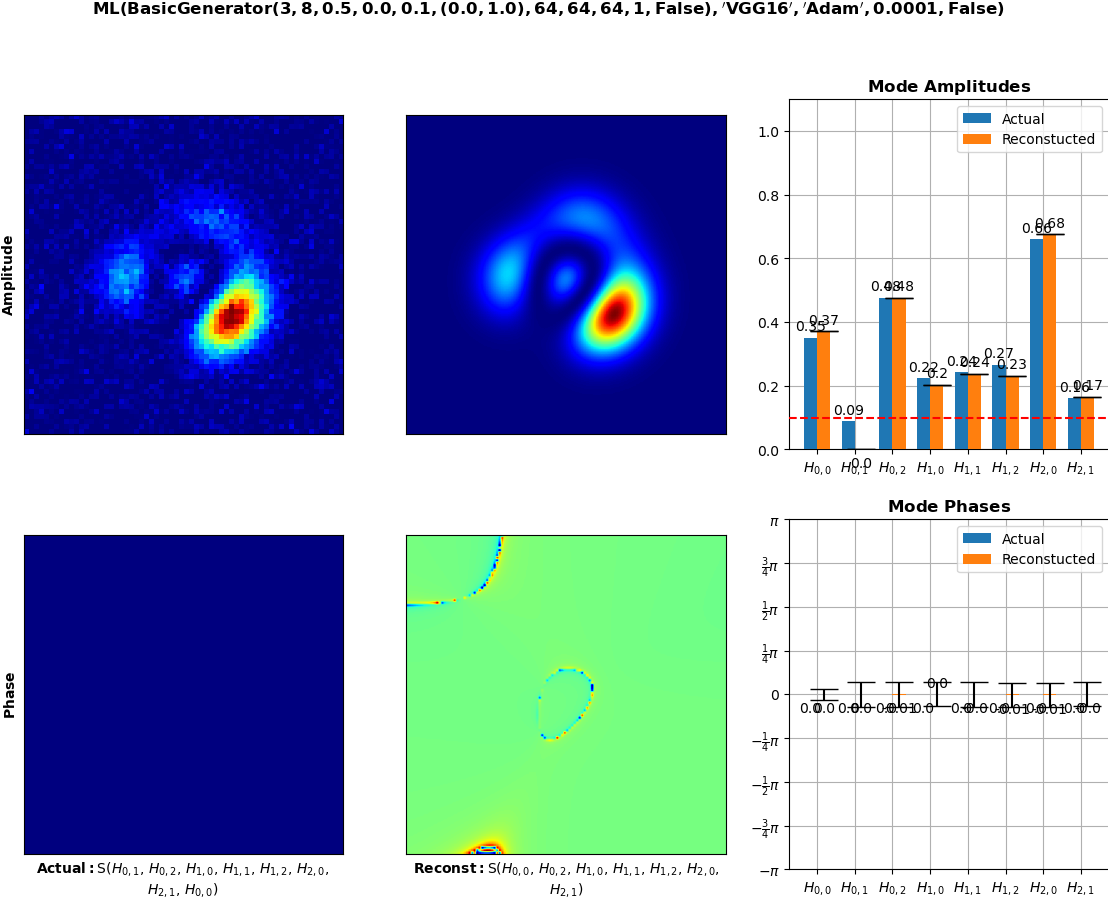 ML(BasicGenerator(3, 8, 0.5, 0.0, 0.1, (0.0, 1.0), 64, 64, 64, 1, False), ′VGG16′, ′Adam′, 0.0001, False)
Amplitude
Mode Amplitudes
Actual
Reconstucted
1.0
0.8
0.6
0.4
0.2
0.0
0.35
0.37
0.09
0.0
0.48
0.48
0.22
0.2
0.24
0.24
0.27
0.23
0.66
0.68
0.16
0.17
H0,0 H0,1 H0,2 H1,0 H1,1 H1,2 H2,0 H2,1
Phase
Actual: S(H0,1, H0,2, H1,0, H1,1, H1,2, H2,0,
H2,1, H0,0)
Reconst: S(H0,0, H0,2, H1,0, H1,1, H1,2, H2,0,
H2,1)
Mode Phases
Actual
Reconstucted
π
3/4π
1/2π
1/4π
0
−1/4π
−1/2π
−3/4π
−π
0.0
H0,0 H0,1 H0,2 H1,0 H1,1 H1,2 H2,0 H2,1